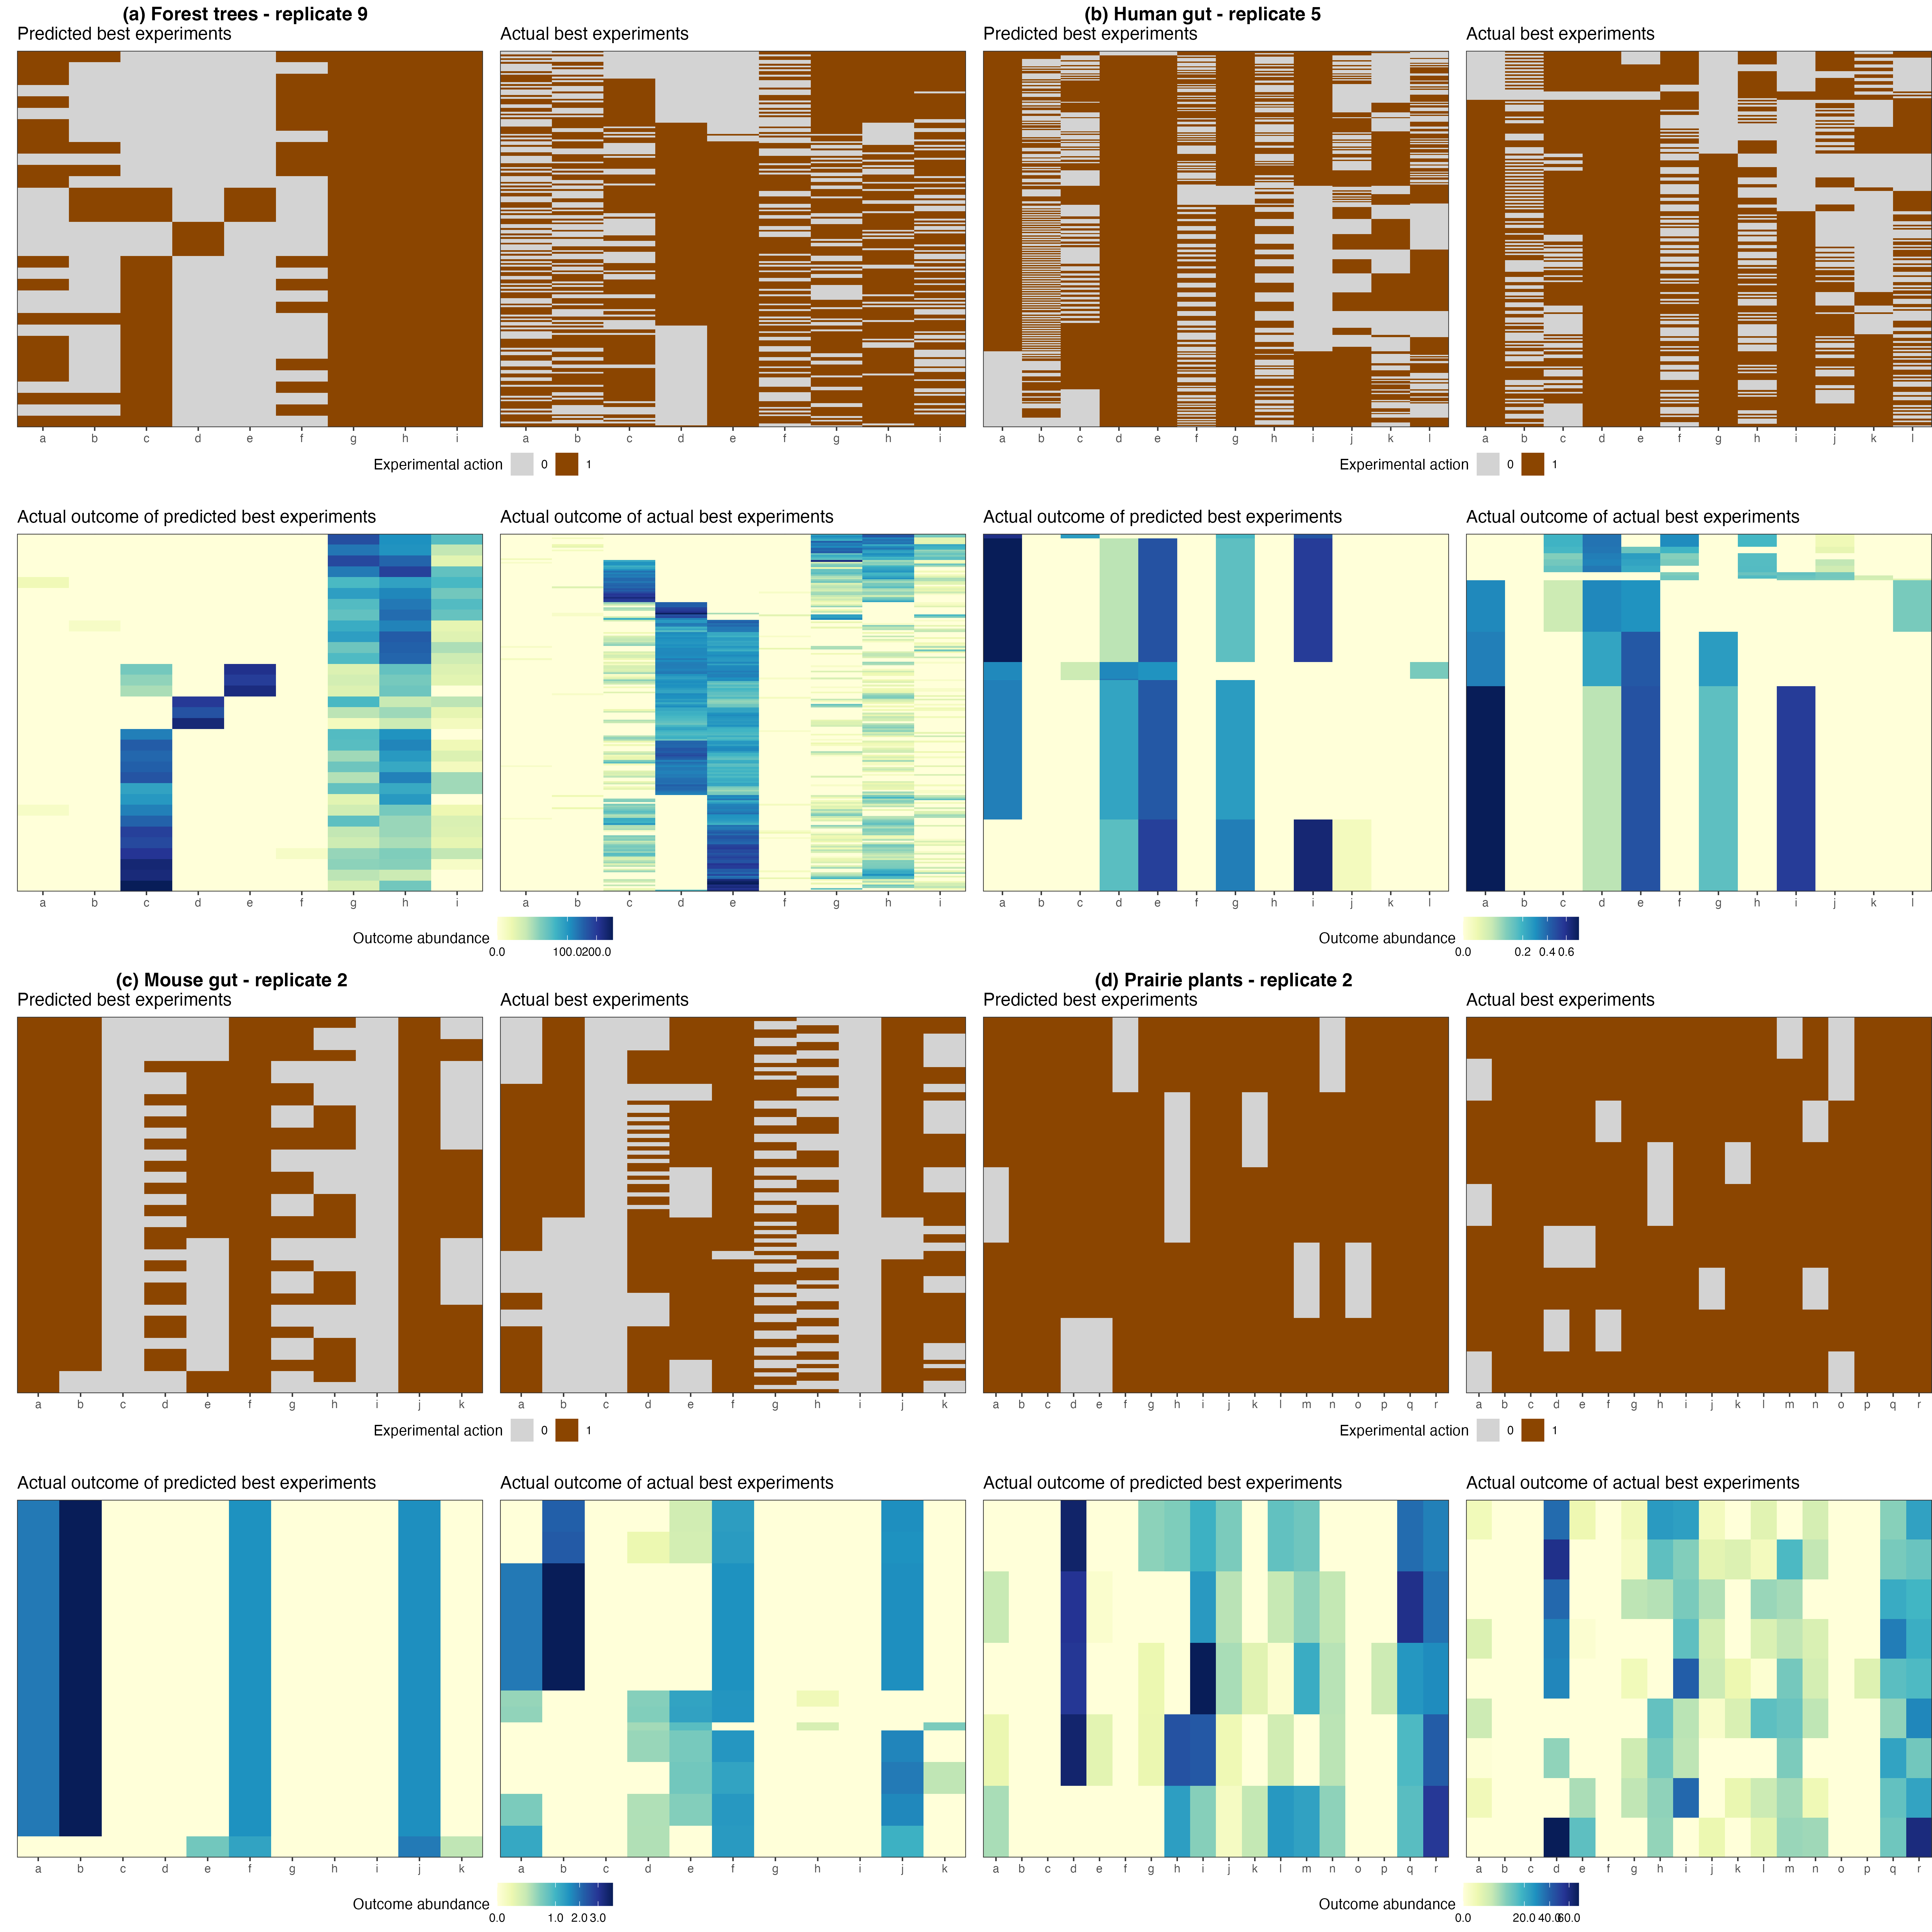 (a) Forest trees - replicate 9
Predicted best experiments
Actual best experiments
a b c d e f g h i
a b c d e f g h i
Experimental action 0 1
Actual outcome of predicted best experiments
Actual outcome of actual best experiments
a b c d e f g h i
a b c d e f g h i
Outcome abundance
0.0 100.0 200.0
(b) Human gut - replicate 5
Predicted best experiments
Actual best experiments
a b c d e f g h i j k l
a b c d e f g h i j k l
Experimental action 0 1
Actual outcome of predicted best experiments
Actual outcome of actual best experiments
a b c d e f g h i j k l
a b c d e f g h i j k l
Outcome abundance
0.0 0.2 0.4 0.6
(c) Mouse gut - replicate 2
Predicted best experiments
Actual best experiments
a b c d e f g h i j k
a b c d e f g h i j k
Experimental action 0 1
Actual outcome of predicted best experiments
Actual outcome of actual best experiments
a b c d e f g h i j k
a b c d e f g h i j k
Outcome abundance
0.0 1.0 2.0 3.0
(d) Prairie plants - replicate 2
Predicted best experiments
Actual best experiments
a b c d e f g h i j k l m n o p q r
a b c d e f g h i j k l m n o p q r
Experimental action 0 1
Actual outcome of predicted best experiments
Actual outcome of actual best experiments
a b c d e f g h i j k l m n o p q r
a b c d e f g h i j k l m n o p q r
Outcome abundance
0.0 20.0 40.0 60.0